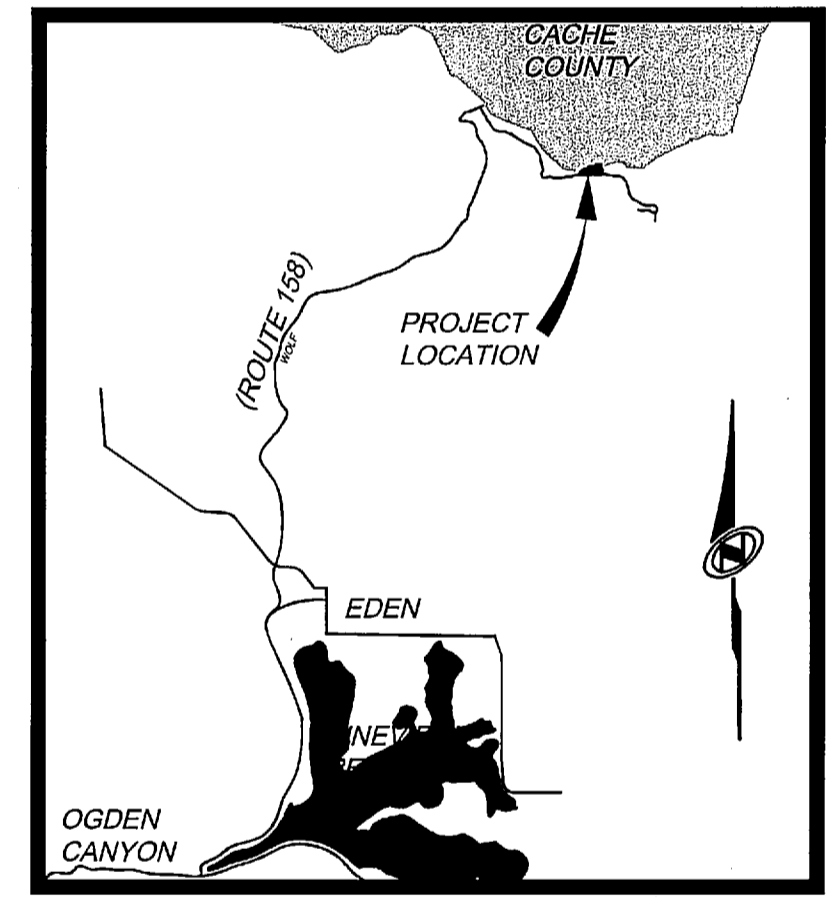 CACHE
COUNTY
(ROUTE 158)
WOLF
PROJECT
LOCATION
N
EDEN
OGDEN
CANYON